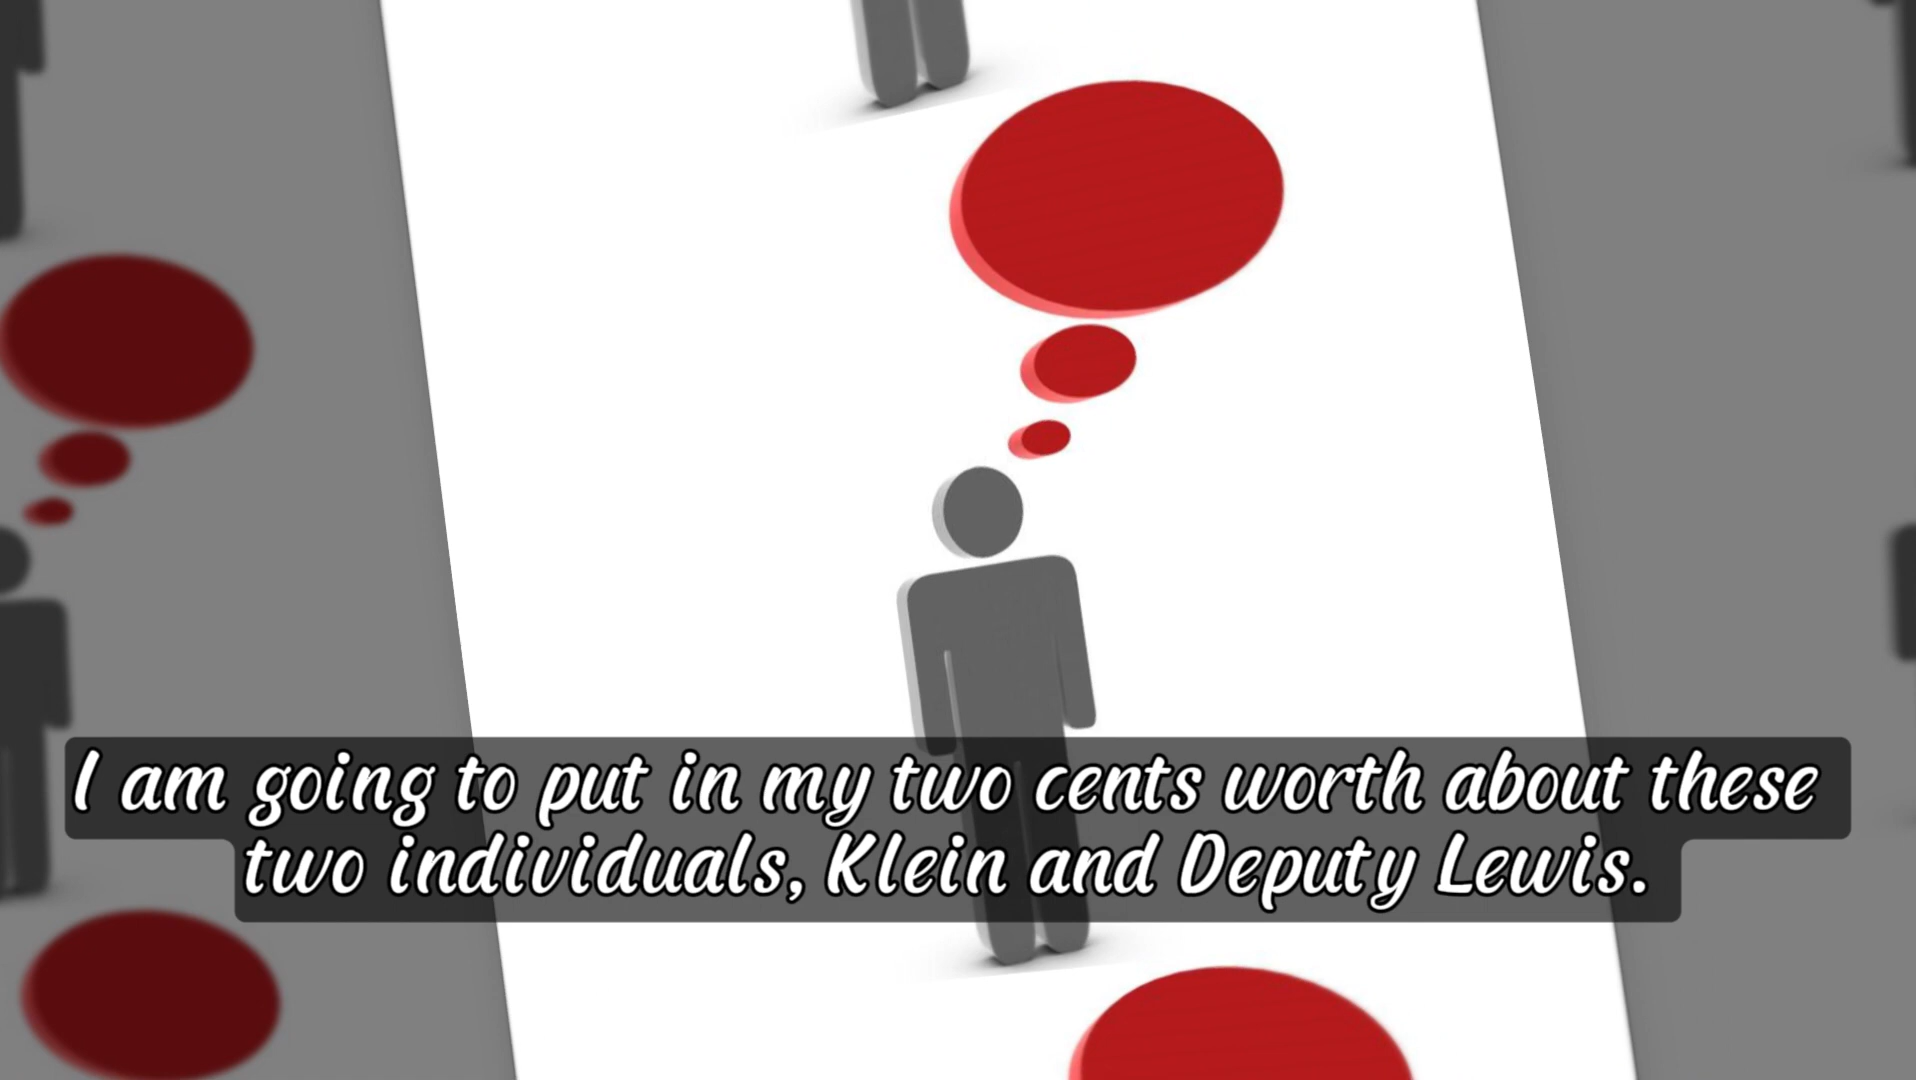 I am going to put in my two cents worth about these
two individuals, Klein and Deputy Lewis.